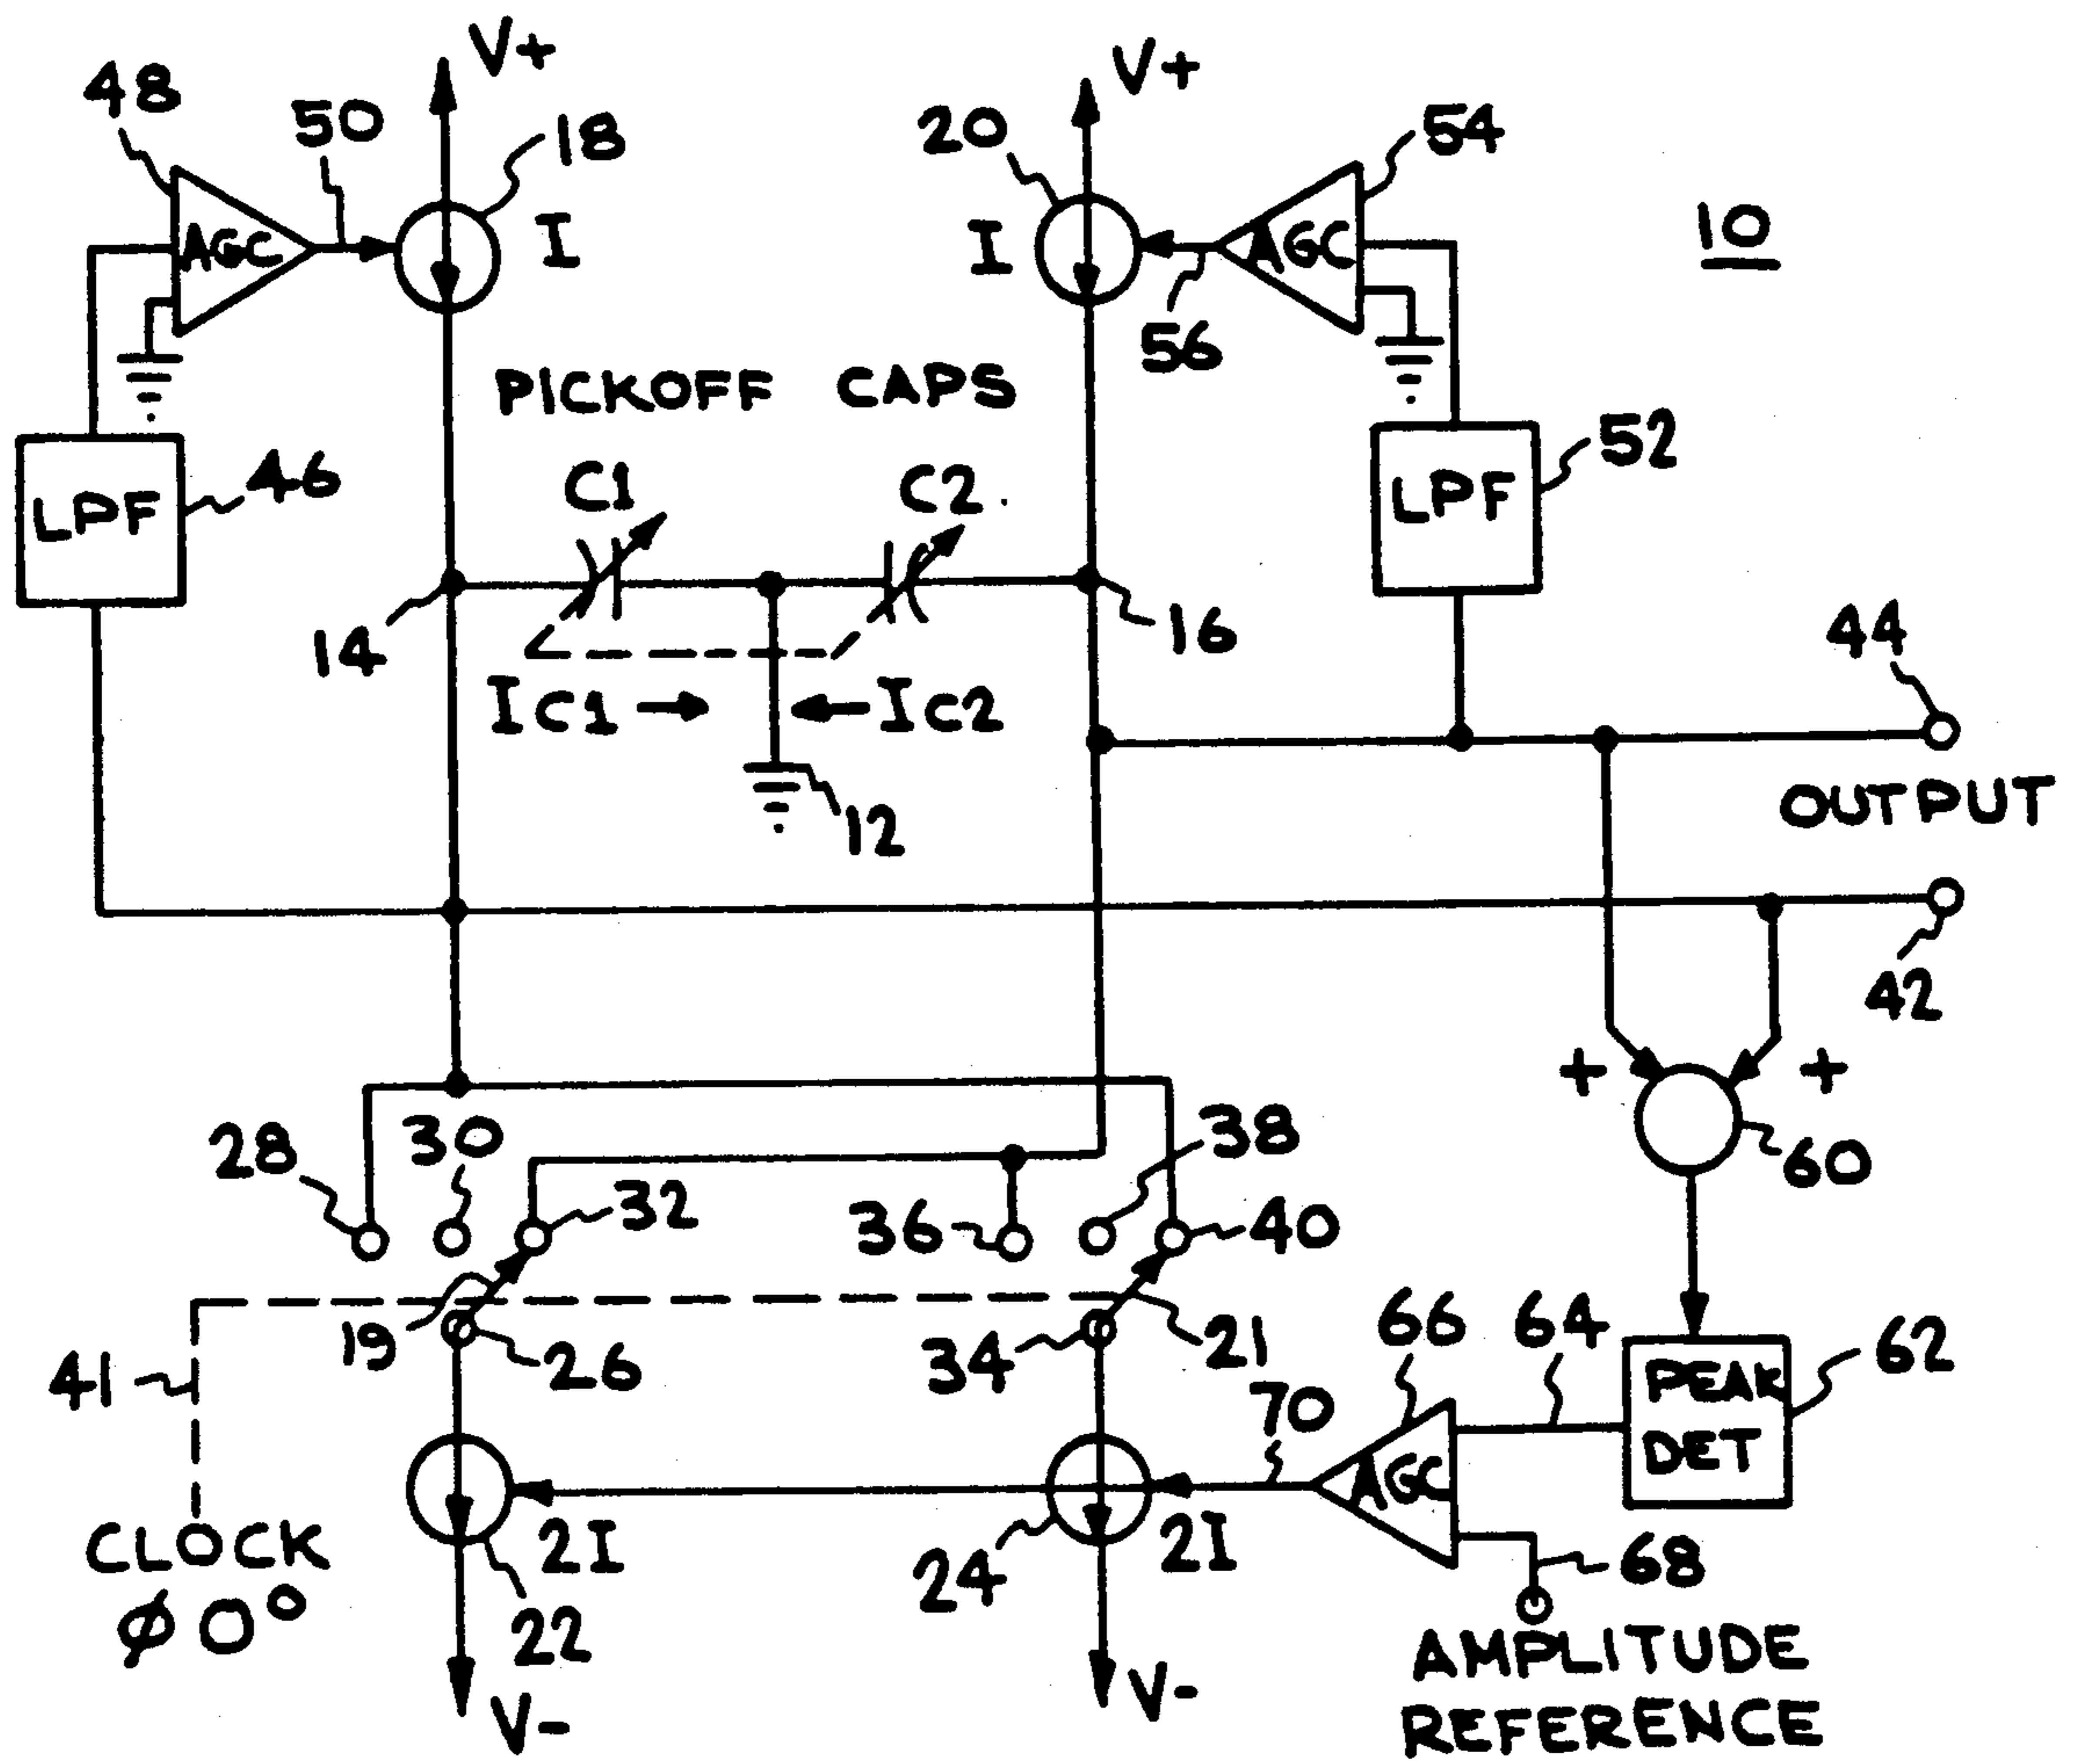 V+
V+
48
50
18
20
54
AGC
I
I
AGC
10
56
PICKOFF CAPS
LPF
46
C1
C2
LPF
52
14
16
44
IC1
IC2
12
OUTPUT
42
+
+
28
30
32
36
38
40
60
19
26
34
21
41
66
64
62
70
PEAK
DET
AGC
2I
2I
22
24
68
CLOCK
ϕ 0°
V-
V-
AMPLITUDE
REFERENCE